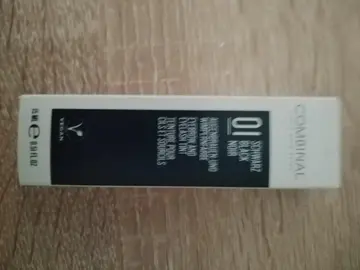 COMBINAL
01
SCHWARZ
BLACK
NOIR
AUGENBRAUEN UND
WIMPERNFARBE
EYEBROW AND
EYELASH TINT
TEINTURE POUR
CILS ET SOURCILS
VEGAN
15 ML ℮ 0.51 FL OZ